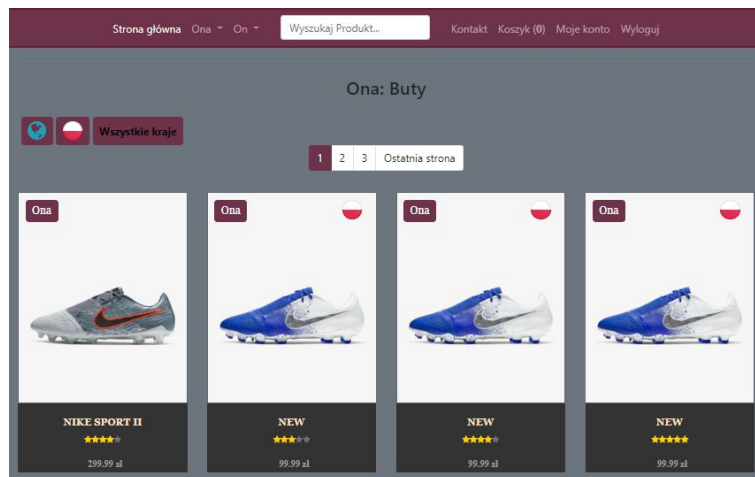 Strona główna Ona On Wyszukaj Produkt... Kontakt Koszyk (0) Moje konto Wyloguj
Ona: Buty
Wszystkie kraje
1 2 3 Ostatnia strona
Ona Ona Ona Ona
NIKE SPORT II NEW NEW NEW
299.99 zł 99.99 zł 99.99 zł 99.99 zł